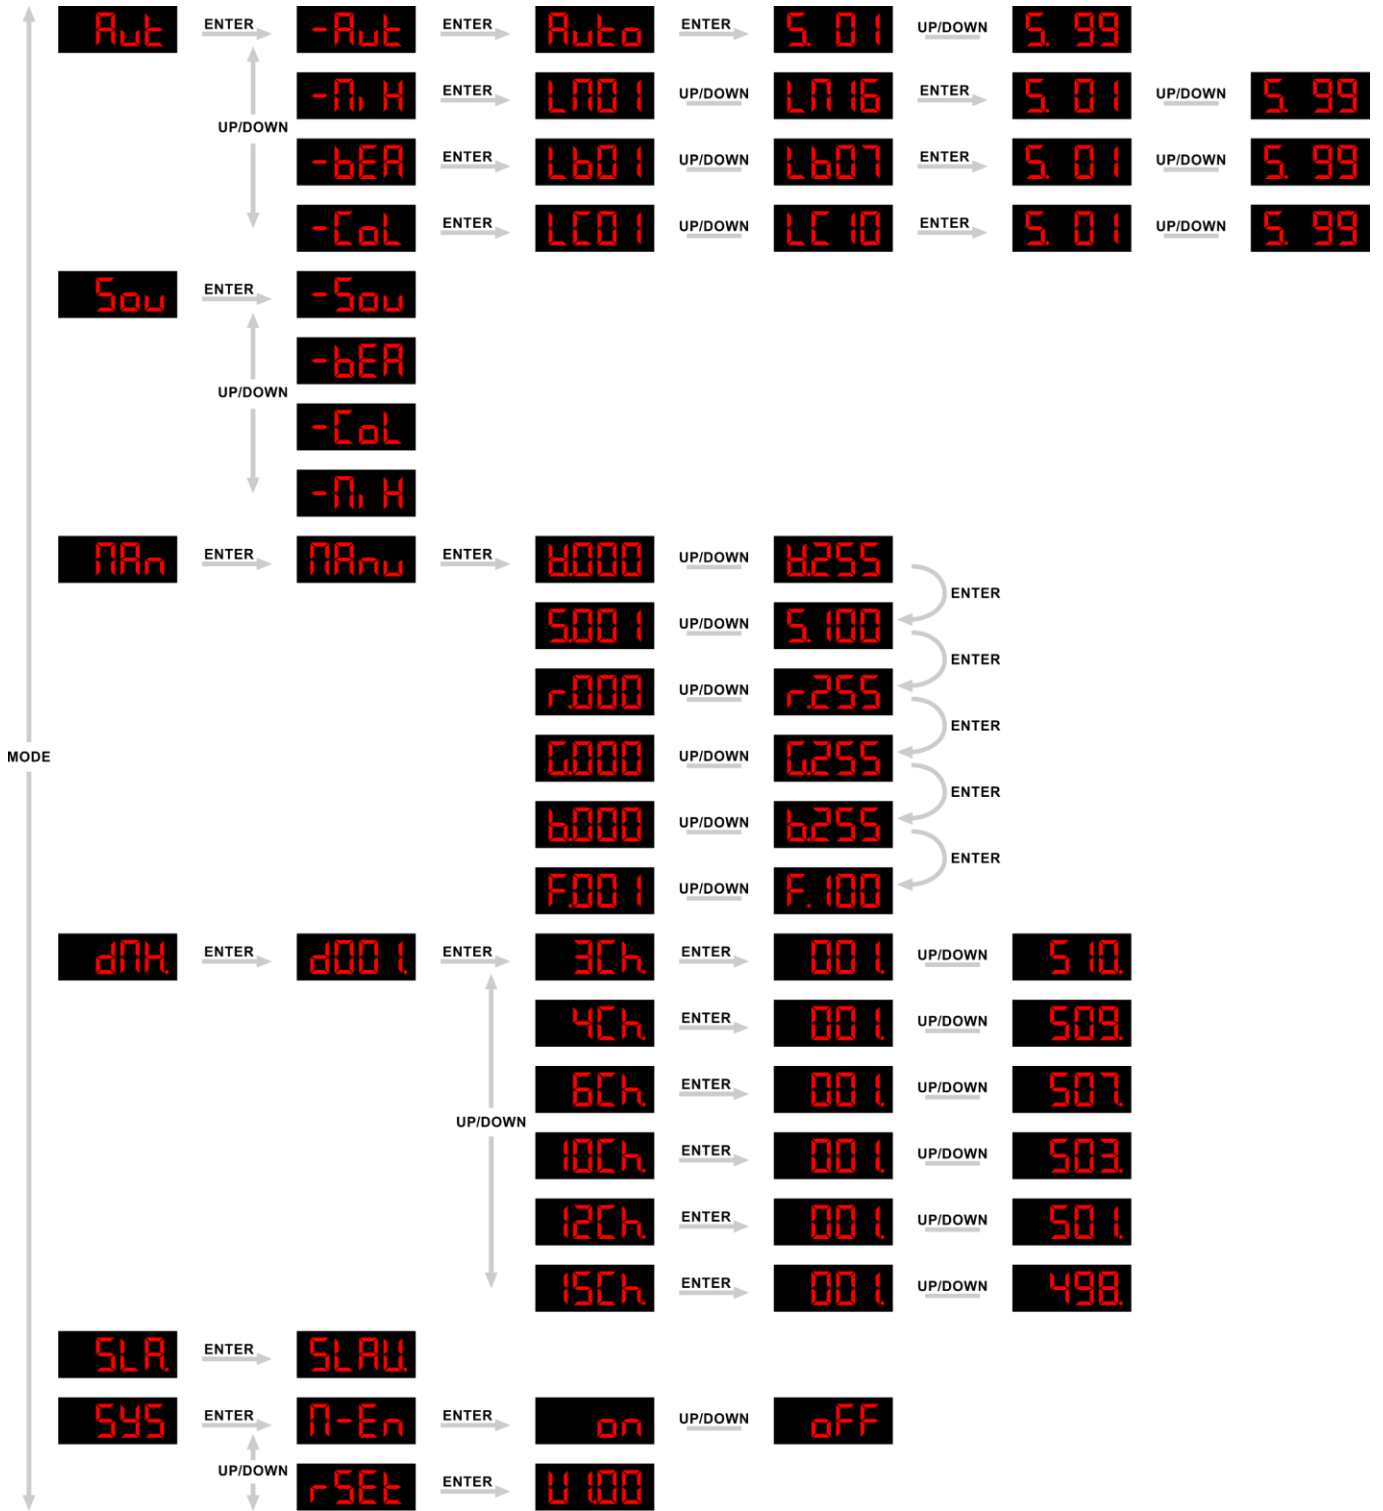 Aut ENTER -Aut ENTER Auto ENTER S. 01 UP/DOWN S. 99
-Mi H ENTER LM01 UP/DOWN LM16 ENTER S. 01 UP/DOWN S. 99
UP/DOWN
-bEA ENTER Lb01 UP/DOWN Lb07 ENTER S. 01 UP/DOWN S. 99
-CoL ENTER LC01 UP/DOWN LC10 ENTER S. 01 UP/DOWN S. 99
Sou ENTER -Sou
-bEA
UP/DOWN
-CoL
-Mi H
MAn ENTER MAnu ENTER d.000 UP/DOWN d.255
ENTER
S.001 UP/DOWN S.100
ENTER
r.000 UP/DOWN r.255
ENTER
G.000 UP/DOWN G.255
MODE
ENTER
b.000 UP/DOWN b.255
ENTER
F.001 UP/DOWN F.100
dMH. ENTER d001. ENTER 3Ch. ENTER 001. UP/DOWN 510.
4Ch. ENTER 001. UP/DOWN 509.
6Ch. ENTER 001. UP/DOWN 507.
UP/DOWN
10Ch. ENTER 001. UP/DOWN 503.
12Ch. ENTER 001. UP/DOWN 501.
15Ch. ENTER 001. UP/DOWN 498.
SLA. ENTER SLAU.
SYS ENTER M-En ENTER on UP/DOWN oFF
UP/DOWN
rSEt ENTER U1.00